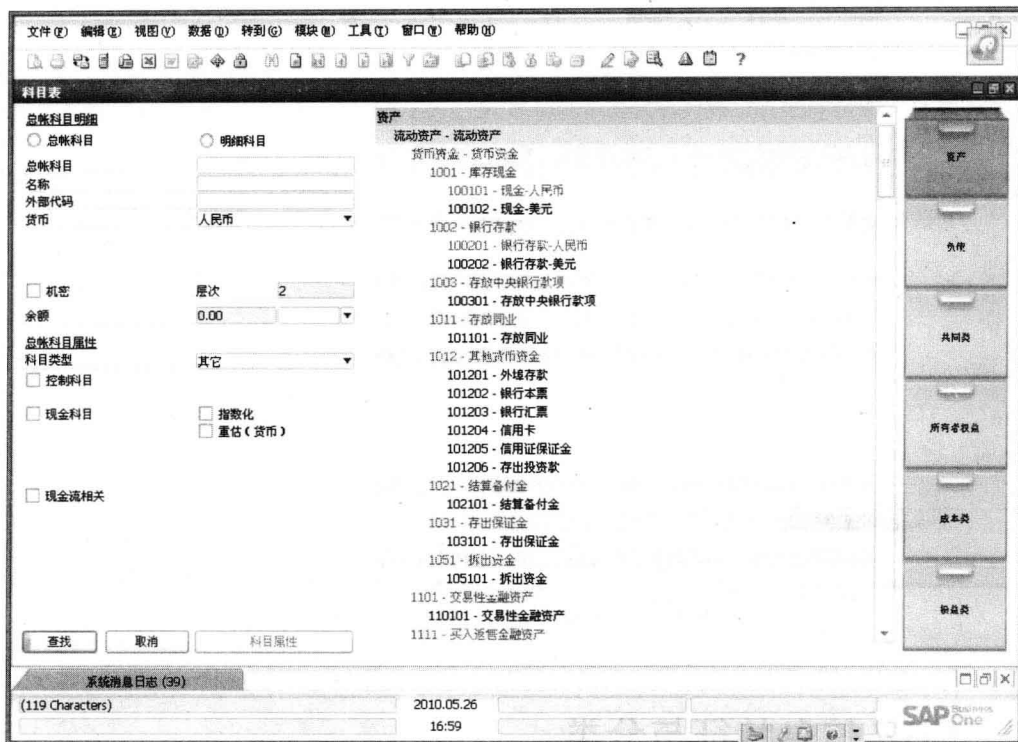 文件(F) 编辑(E) 视图(V) 数据(D) 转到(G) 模块(M) 工具(T) 窗口(W) 帮助(H)
科目表
总帐科目明细
总帐科目 明细科目
总帐科目
名称
外部代码
货币 人民币
机密 层次 2
余额 0.00
总帐科目属性
科目类型 其它
控制科目
现金科目 指数化
重估(货币)
现金流相关
查找 取消 科目属性
资产
流动资产 - 流动资产
货币资金 - 货币资金
1001 - 库存现金
100101 - 现金-人民币
100102 - 现金-美元
1002 - 银行存款
100201 - 银行存款-人民币
100202 - 银行存款-美元
1003 - 存放中央银行款项
100301 - 存放中央银行款项
1011 - 存放同业
101101 - 存放同业
1012 - 其他货币资金
101201 - 外埠存款
101202 - 银行本票
101203 - 银行汇票
101204 - 信用卡
101205 - 信用证保证金
101206 - 存出投资款
1021 - 结算备付金
102101 - 结算备付金
1031 - 存出保证金
103101 - 存出保证金
1051 - 拆出资金
105101 - 拆出资金
1101 - 交易性金融资产
110101 - 交易性金融资产
1111 - 买入返售金融资产
资产
负债
共同类
所有者权益
成本类
损益类
系统消息日志 (39)
(119 Characters) 2010.05.26
16:59
SAP Business One